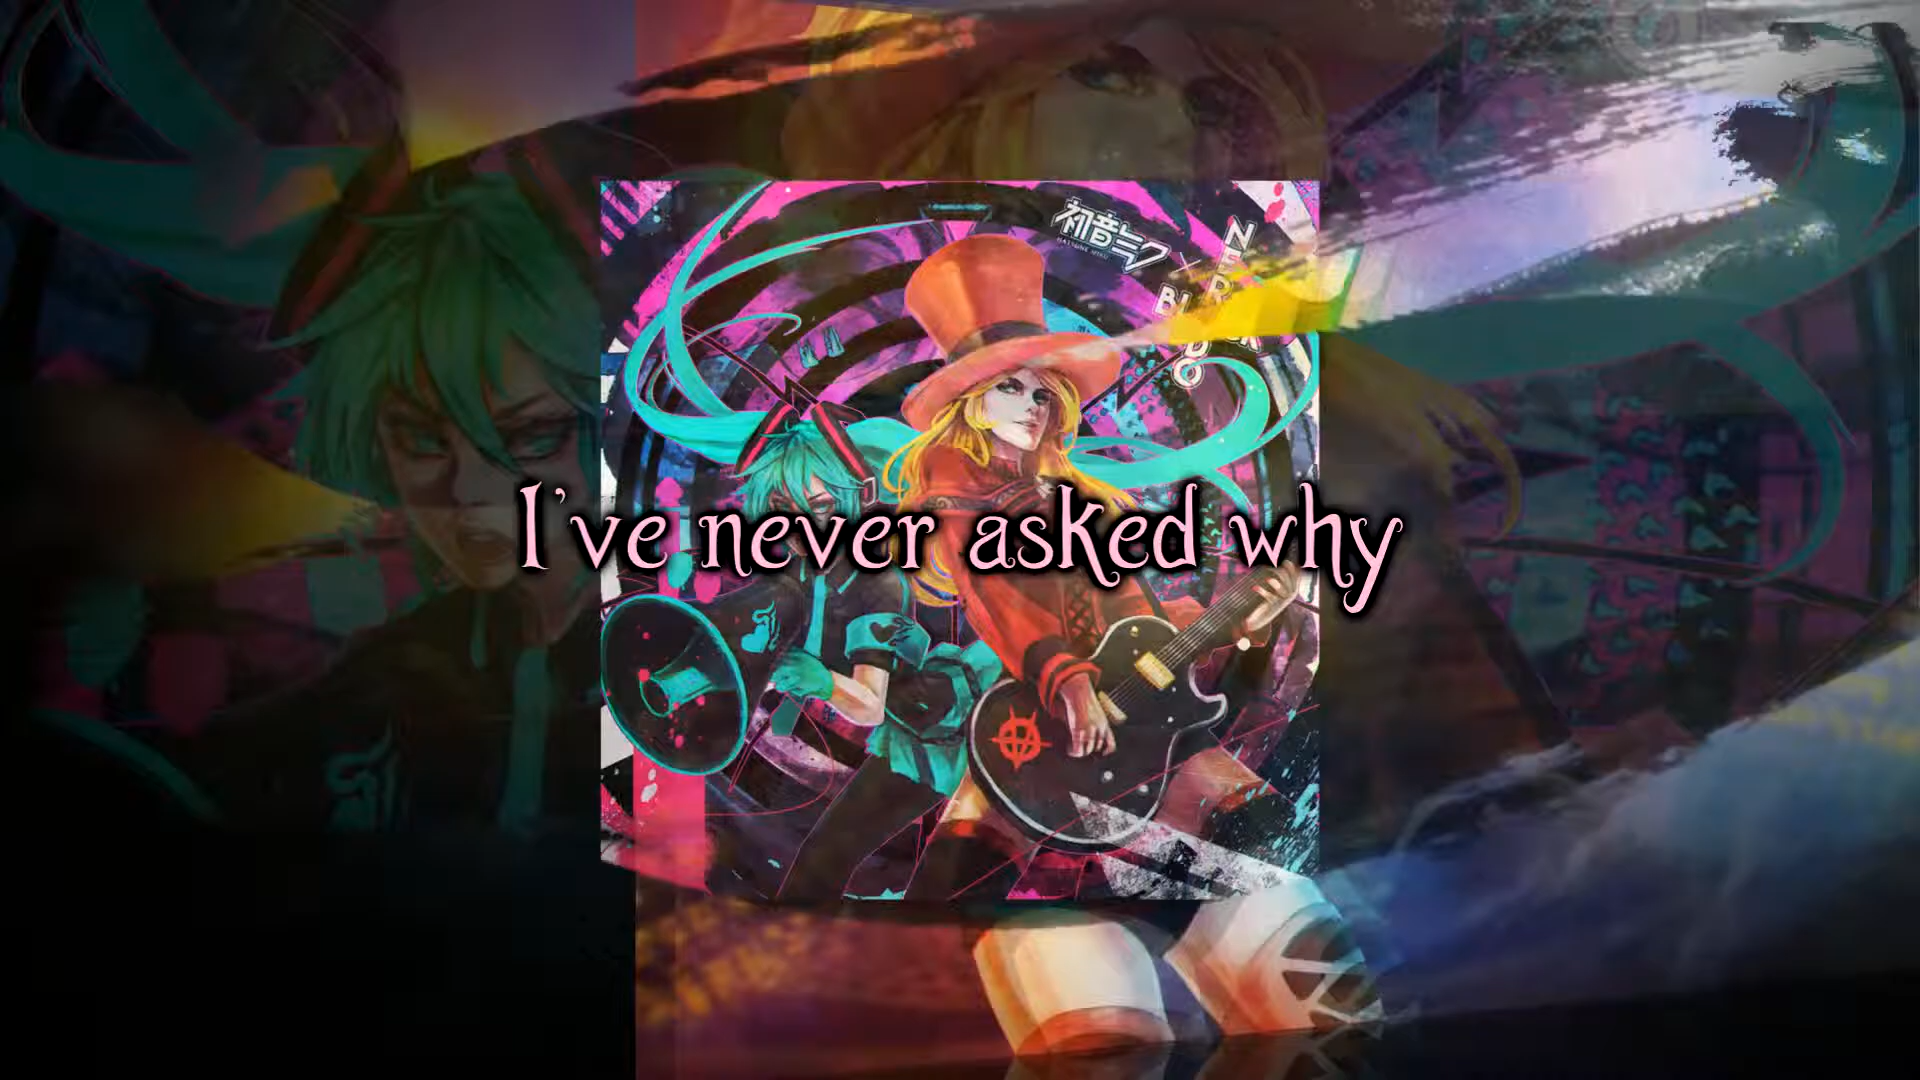 初音ミク
HATSUNE MIKU
×
I've never asked why